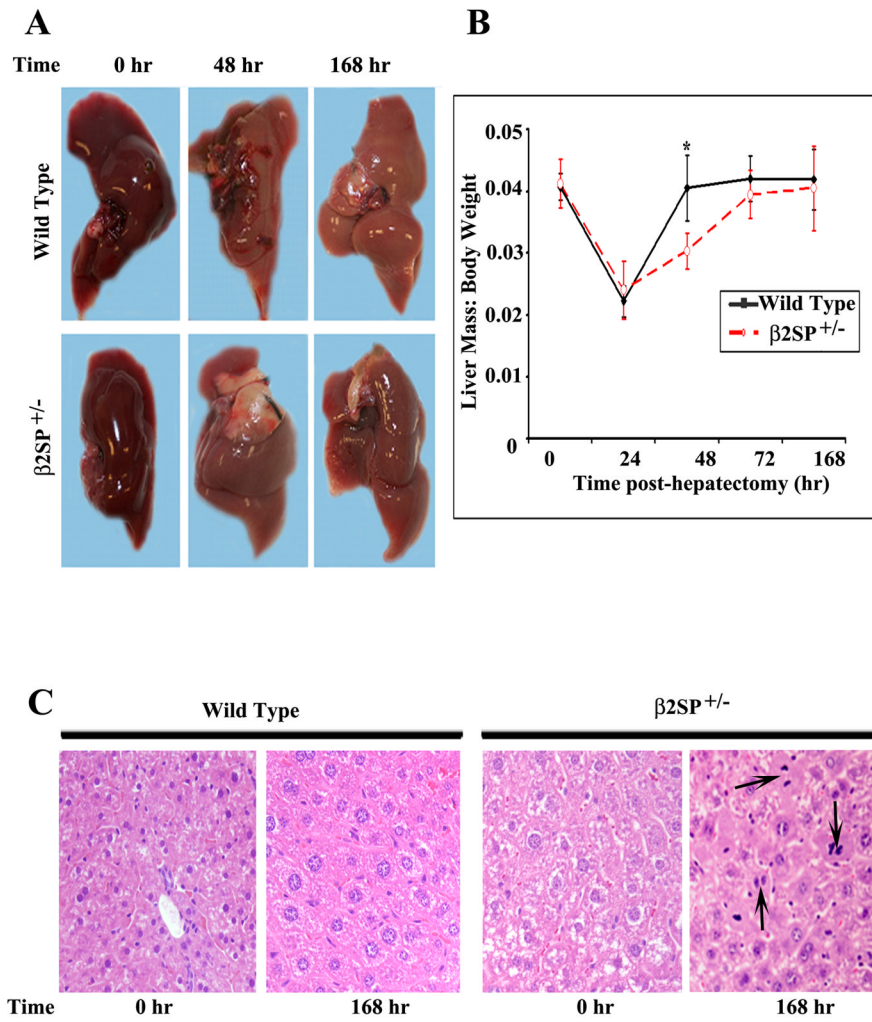 A
Time 0 hr 48 hr 168 hr
Wild Type
β2SP+/-
B
Liver Mass: Body Weight
0.05
0.04
0.03
0.02
0.04
0
*
Wild Type
β2SP+/-
0 24 48 72 168
Time post-hepatectomy (hr)
C
Wild Type β2SP+/-
Time 0 hr 168 hr 0 hr 168 hr